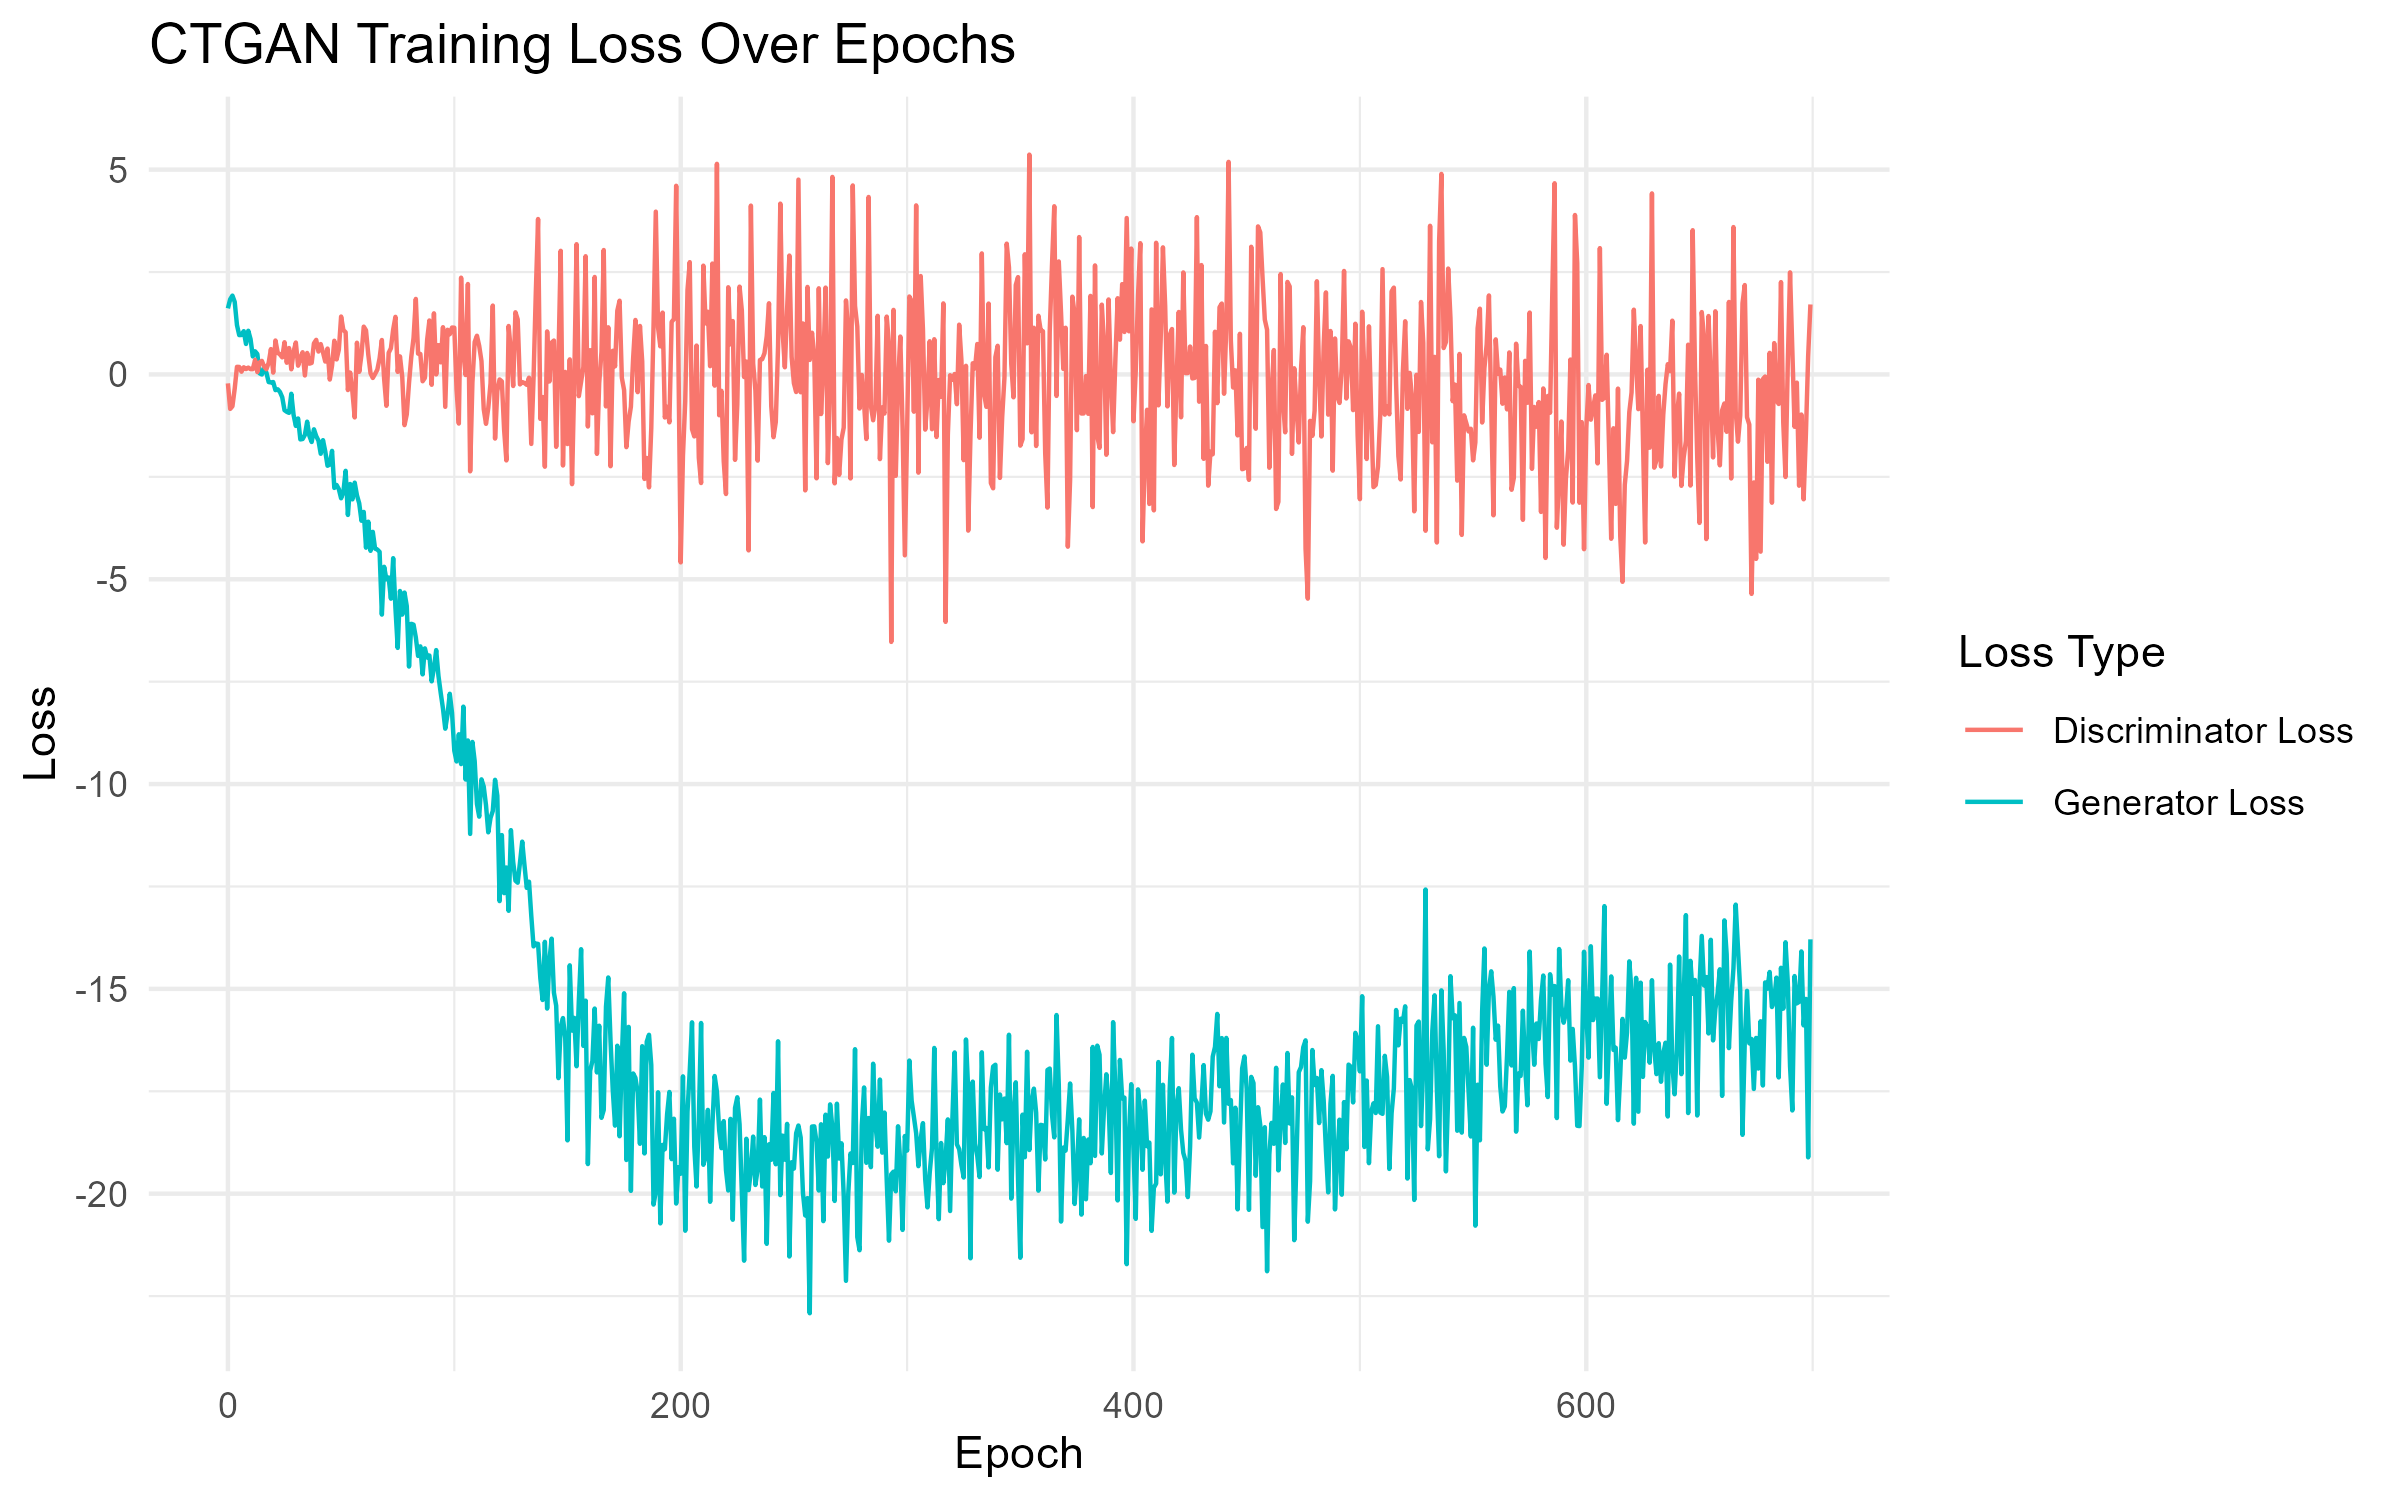 CTGAN Training Loss Over Epochs
5
0
-5
-10
-15
-20
Loss
0 200 400 600
Epoch
Loss Type
Discriminator Loss
Generator Loss